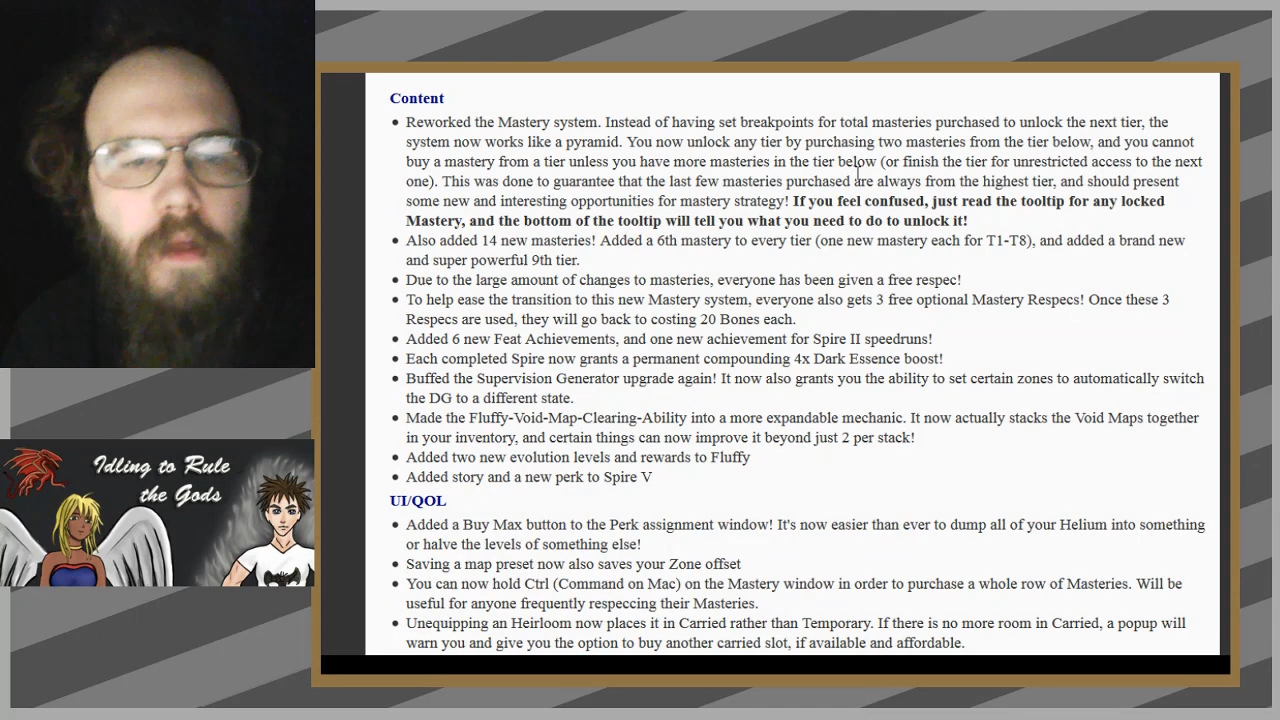 Content
Reworked the Mastery system. Instead of having set breakpoints for total masteries purchased to unlock the next tier, the
system now works like a pyramid. You now unlock any tier by purchasing two masteries from the tier below, and you cannot
buy a mastery from a tier unless you have more masteries in the tier below (or finish the tier for unrestricted access to the next
one). This was done to guarantee that the last few masteries purchased are always from the highest tier, and should present
some new and interesting opportunities for mastery strategy! If you feel confused, just read the tooltip for any locked
Mastery, and the bottom of the tooltip will tell you what you need to do to unlock it!
Also added 14 new masteries! Added a 6th mastery to every tier (one new mastery each for T1-T8), and added a brand new
and super powerful 9th tier.
Due to the large amount of changes to masteries, everyone has been given a free respec!
To help ease the transition to this new Mastery system, everyone also gets 3 free optional Mastery Respecs! Once these 3
Respecs are used, they will go back to costing 20 Bones each.
Added 6 new Feat Achievements, and one new achievement for Spire II speedruns!
Each completed Spire now grants a permanent compounding 4x Dark Essence boost!
Buffed the Supervision Generator upgrade again! It now also grants you the ability to set certain zones to automatically switch
the DG to a different state.
Made the Fluffy-Void-Map-Clearing-Ability into a more expandable mechanic. It now actually stacks the Void Maps together
in your inventory, and certain things can now improve it beyond just 2 per stack!
Added two new evolution levels and rewards to Fluffy
Added story and a new perk to Spire V
UI/QOL
Added a Buy Max button to the Perk assignment window! It's now easier than ever to dump all of your Helium into something
or halve the levels of something else!
Saving a map preset now also saves your Zone offset
You can now hold Ctrl (Command on Mac) on the Mastery window in order to purchase a whole row of Masteries. Will be
useful for anyone frequently respeccing their Masteries.
Unequipping an Heirloom now places it in Carried rather than Temporary. If there is no more room in Carried, a popup will
warn you and give you the option to buy another carried slot, if available and affordable.
Idling to Rule
the Gods